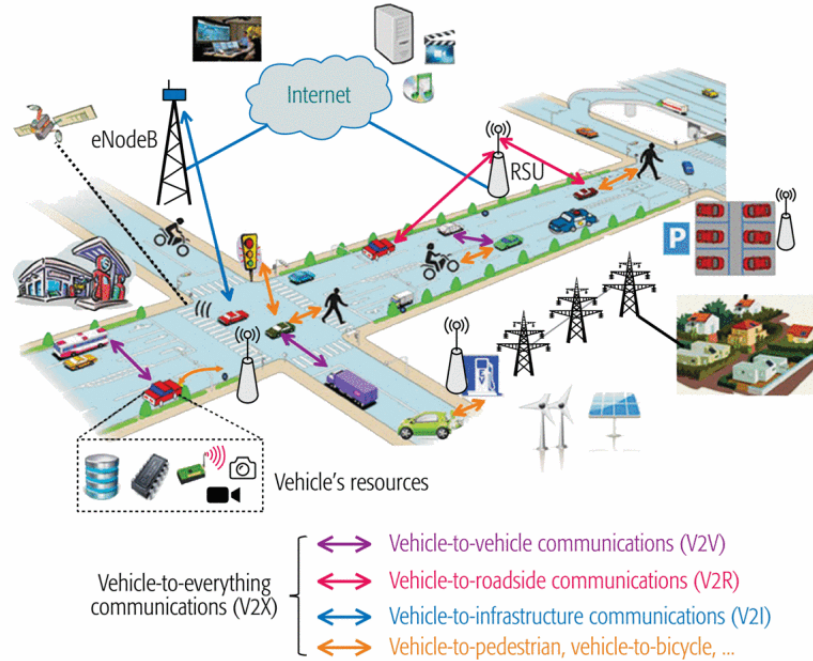 Internet
eNodeB
RSU
P
EV
Vehicle's resources
Vehicle-to-everything
communications (V2X)
Vehicle-to-vehicle communications (V2V)
Vehicle-to-roadside communications (V2R)
Vehicle-to-infrastructure communications (V2I)
Vehicle-to-pedestrian, vehicle-to-bicycle, ...